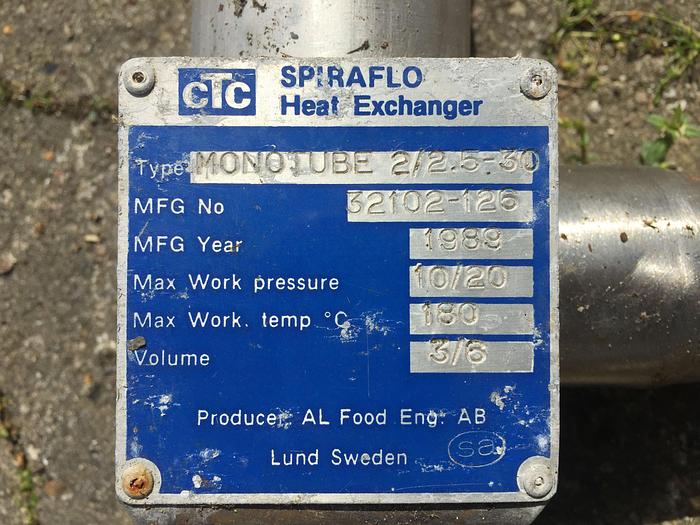 CTC SPIRAFLO
Heat Exchanger
Type MONOTUBE 2/2.5-30
MFG No 32102-126
MFG Year 1989
Max Work pressure 10/20
Max Work. temp °C 180
Volume 3/6
Producer: AL Food Eng. AB
Lund Sweden sa